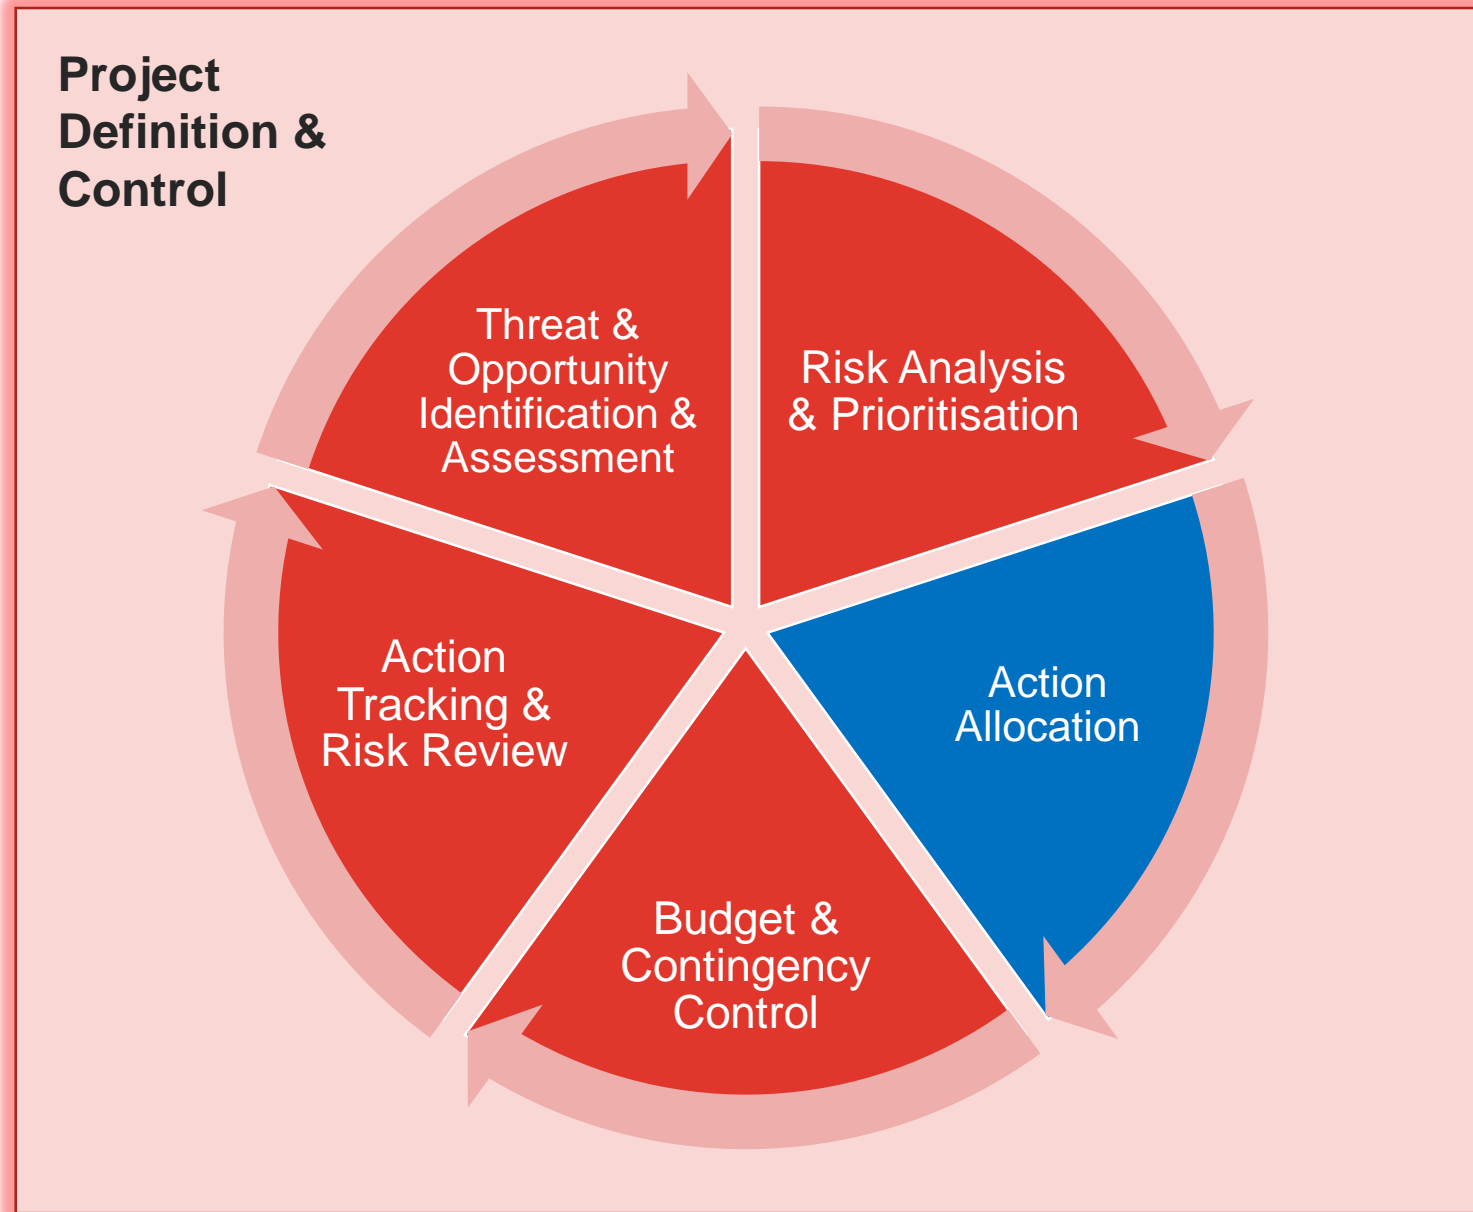 Project
Definition &
Control
Threat &
Opportunity
Identification &
Assessment
Risk Analysis
& Prioritisation
Action
Allocation
Budget &
Contingency
Control
Action
Tracking &
Risk Review